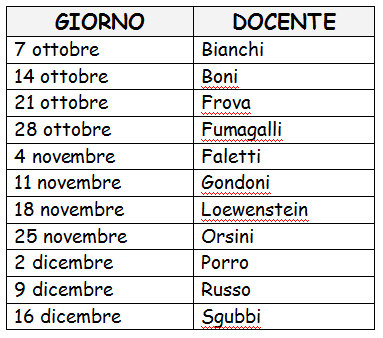 GIORNO DOCENTE
7 ottobre Bianchi
14 ottobre Boni
21 ottobre Frova
28 ottobre Fumagalli
4 novembre Faletti
11 novembre Gondoni
18 novembre Loewenstein
25 novembre Orsini
2 dicembre Porro
9 dicembre Russo
16 dicembre Sgubbi